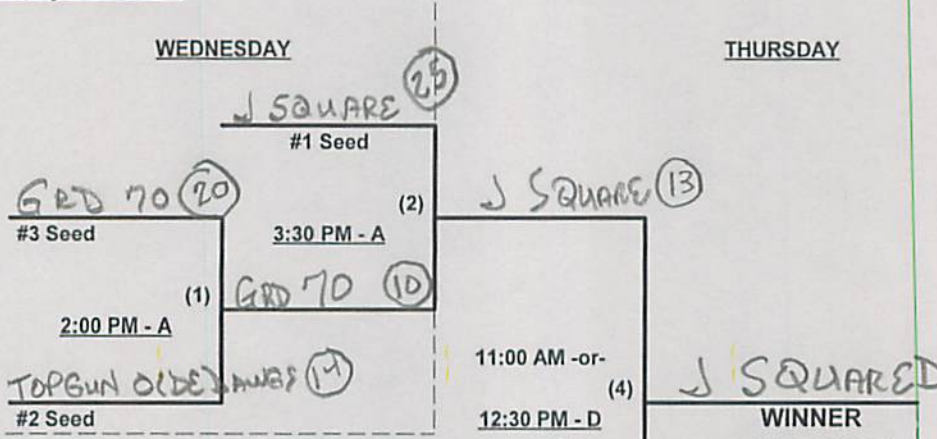 WEDNESDAY
THURSDAY
J SQUARE 25
#1 Seed
GRD 70 20
#3 Seed
(2)
3:30 PM - A
J SQUARE 13
(1)
GRD 70 10
2:00 PM - A
11:00 AM -or-
(4)
12:30 PM - D
TOPGUN 14
#2 Seed
J SQUARED
WINNER